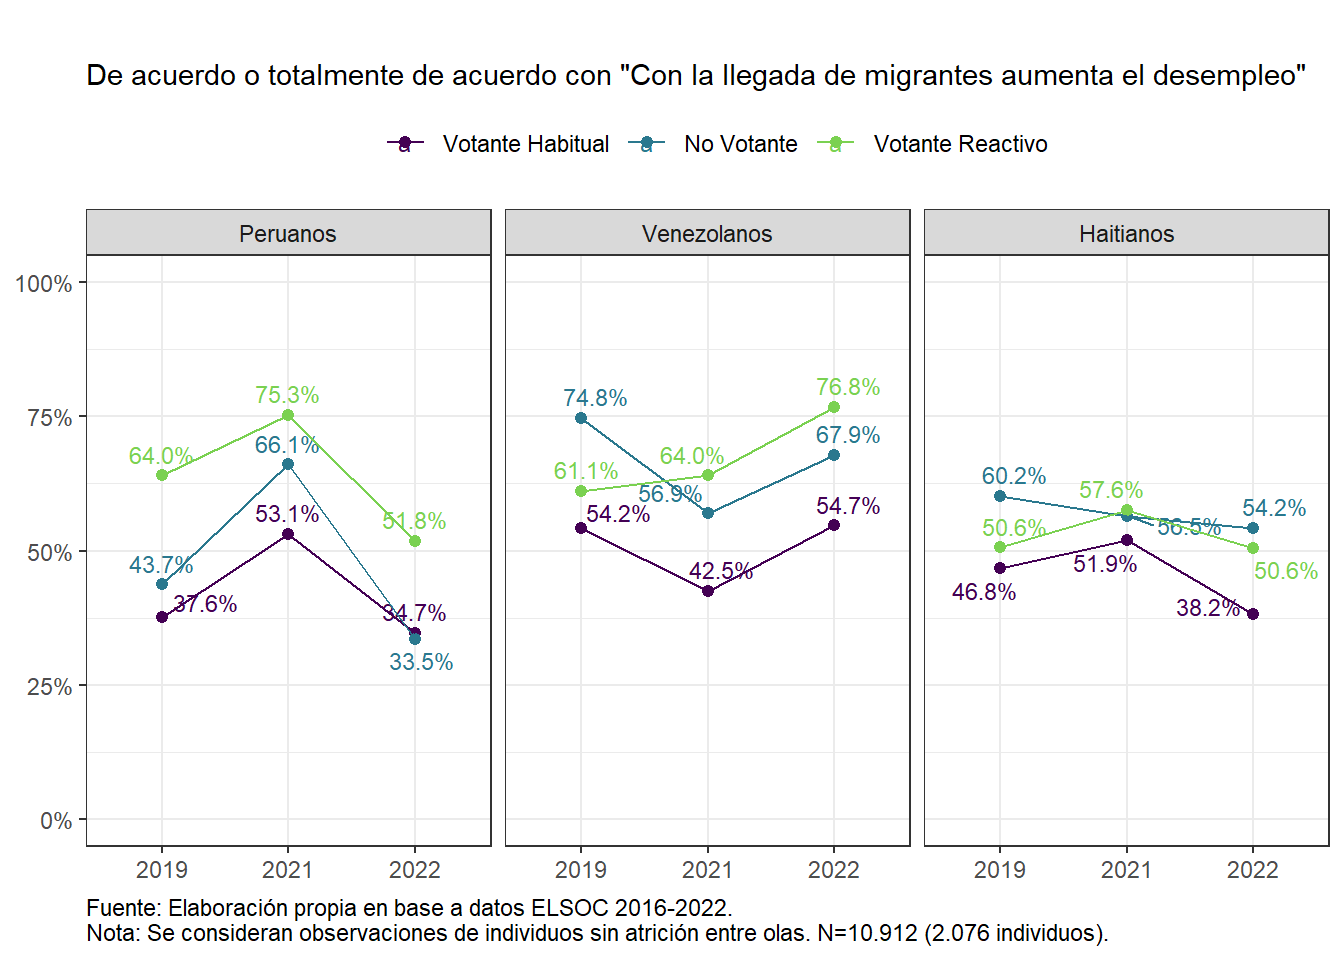 De acuerdo o totalmente de acuerdo con "Con la llegada de migrantes aumenta el desempleo"
a Votante Habitual a No Votante a Votante Reactivo
Peruanos Venezolanos Haitianos
100%
75%
50%
25%
0%
64.0% 75.3% 51.8%
43.7% 66.1% 33.5%
37.6% 53.1% 34.7%
74.8% 56.9% 67.9%
61.1% 64.0% 76.8%
54.2% 42.5% 54.7%
60.2% 56.5% 54.2%
50.6% 57.6% 50.6%
46.8% 51.9% 38.2%
2019 2021 2022 2019 2021 2022 2019 2021 2022
Fuente: Elaboración propia en base a datos ELSOC 2016-2022.
Nota: Se consideran observaciones de individuos sin atrición entre olas. N=10.912 (2.076 individuos).